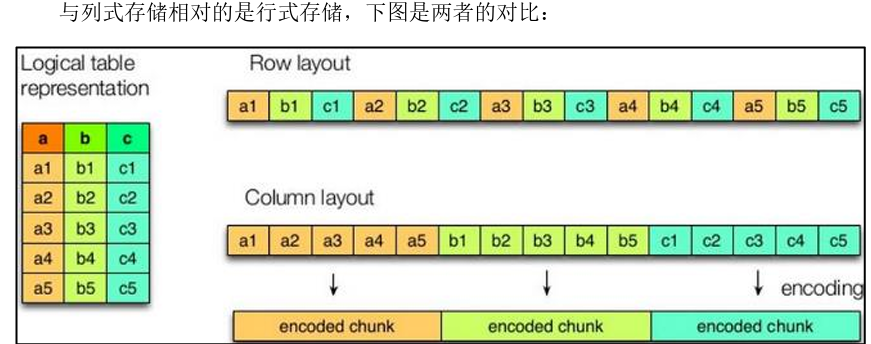 与列式存储相对的是行式存储，下图是两者的对比：
Logical table
representation
a b c
a1 b1 c1
a2 b2 c2
a3 b3 c3
a4 b4 c4
a5 b5 c5
Row layout
a1 b1 c1 a2 b2 c2 a3 b3 c3 a4 b4 c4 a5 b5 c5
Column layout
a1 a2 a3 a4 a5 b1 b2 b3 b4 b5 c1 c2 c3 c4 c5
encoding
encoded chunk encoded chunk encoded chunk